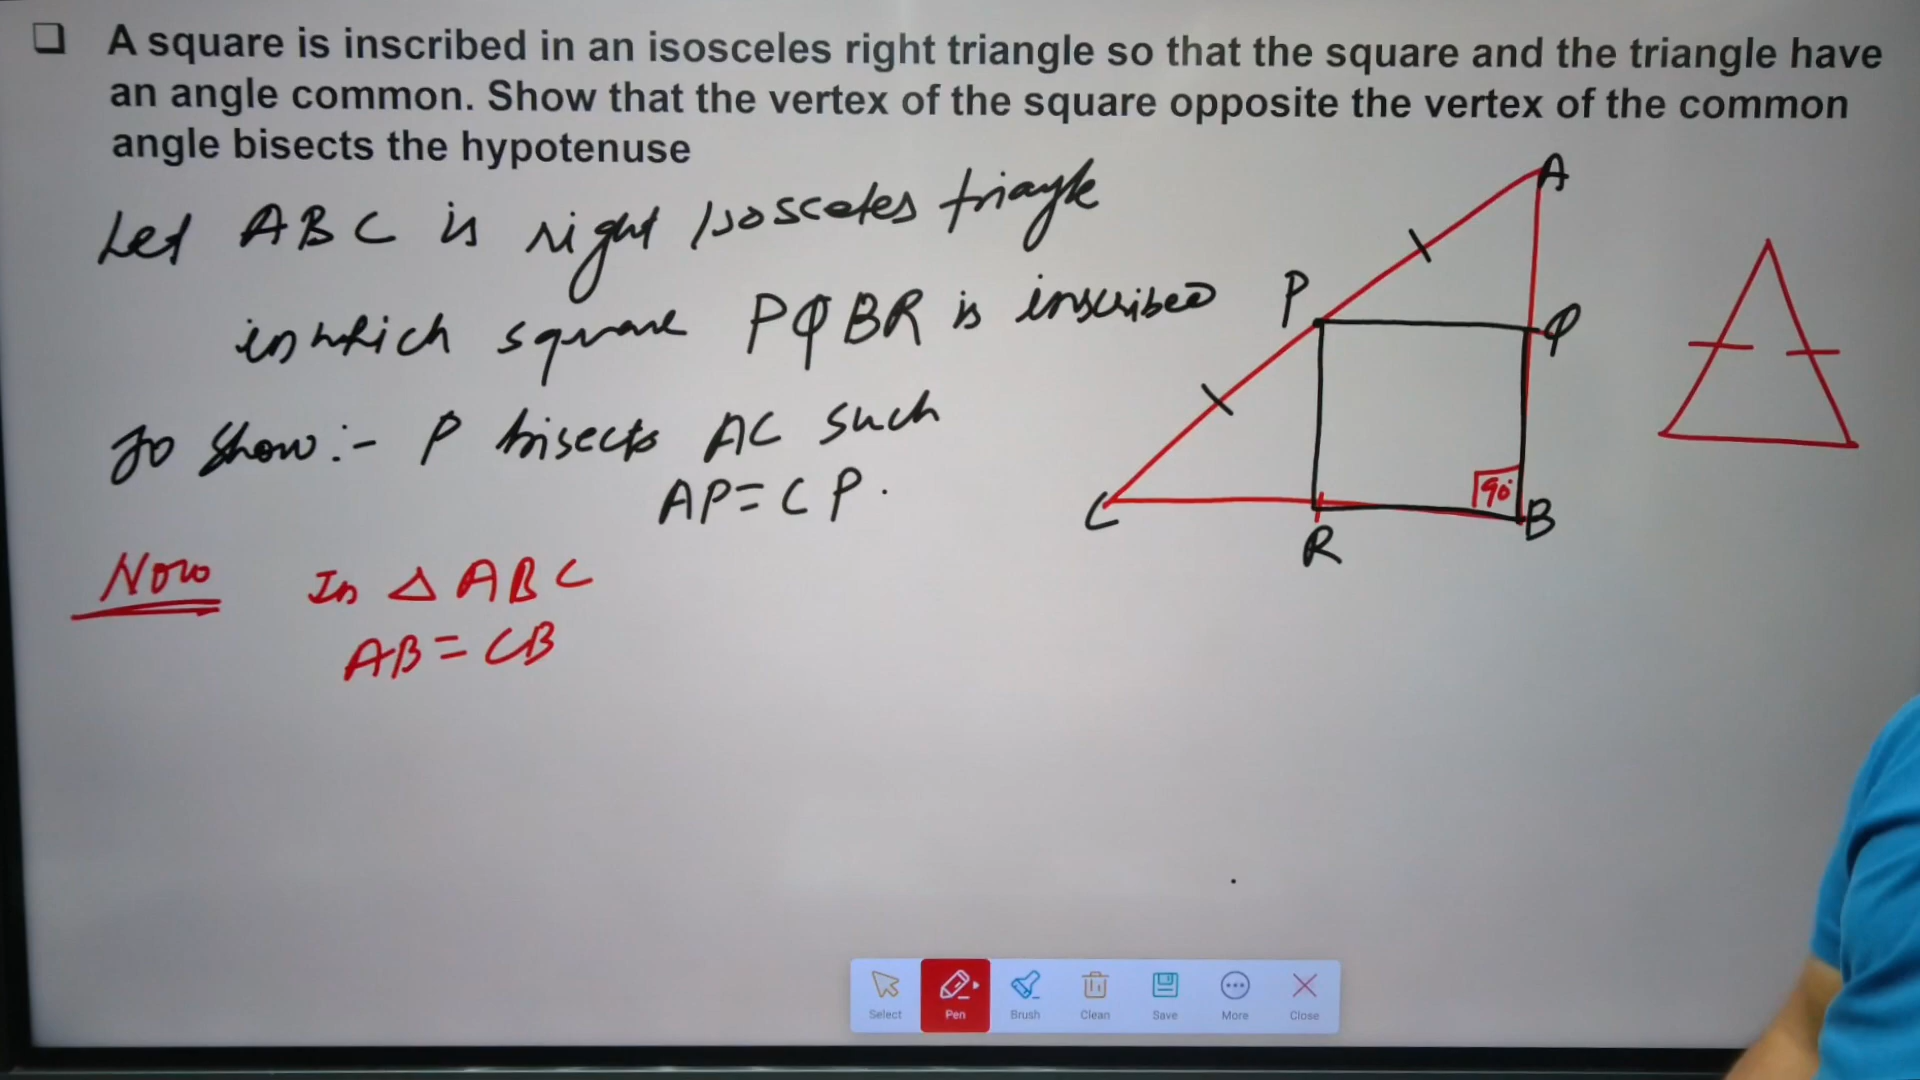 A square is inscribed in an isosceles right triangle so that the square and the triangle have
an angle common. Show that the vertex of the square opposite the vertex of the common
angle bisects the hypotenuse
Let ABC is right Isosceles triangle
in which square PQBR is inscribed
To Show:- P bisects AC such
AP=CP.
Now In △ ABC
AB=CB
A
P
Q
90°
C
B
R
Select Pen Brush Clean Save More Close